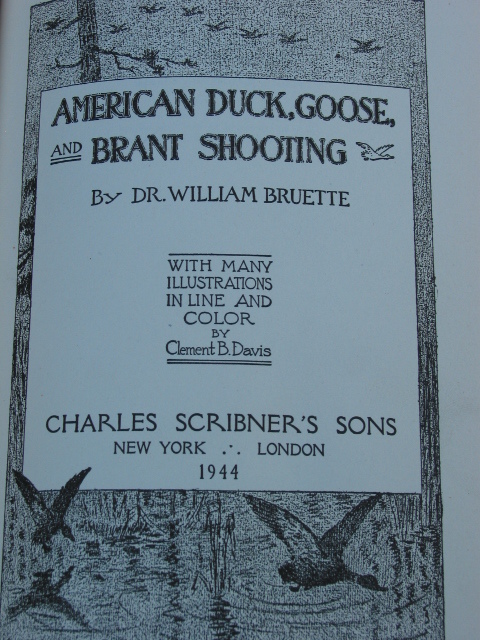 AMERICAN DUCK, GOOSE,
AND BRANT SHOOTING
By DR. WILLIAM BRUETTE
WITH MANY
ILLUSTRATIONS
IN LINE AND
COLOR
BY
Clement B. Davis
CHARLES SCRIBNER'S SONS
NEW YORK .·. LONDON
1944